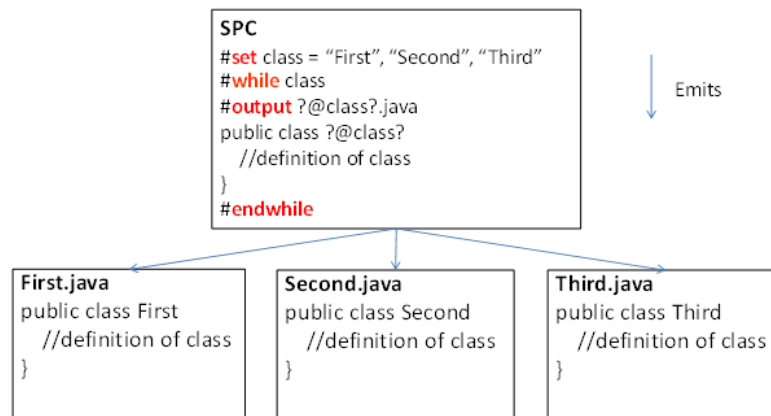 SPC
#set class = “First”, “Second”, “Third”
#while class
#output ?@class?.java
public class ?@class?
//definition of class
}
#endwhile
Emits
First.java
public class First
//definition of class
}
Second.java
public class Second
//definition of class
}
Third.java
public class Third
//definition of class
}